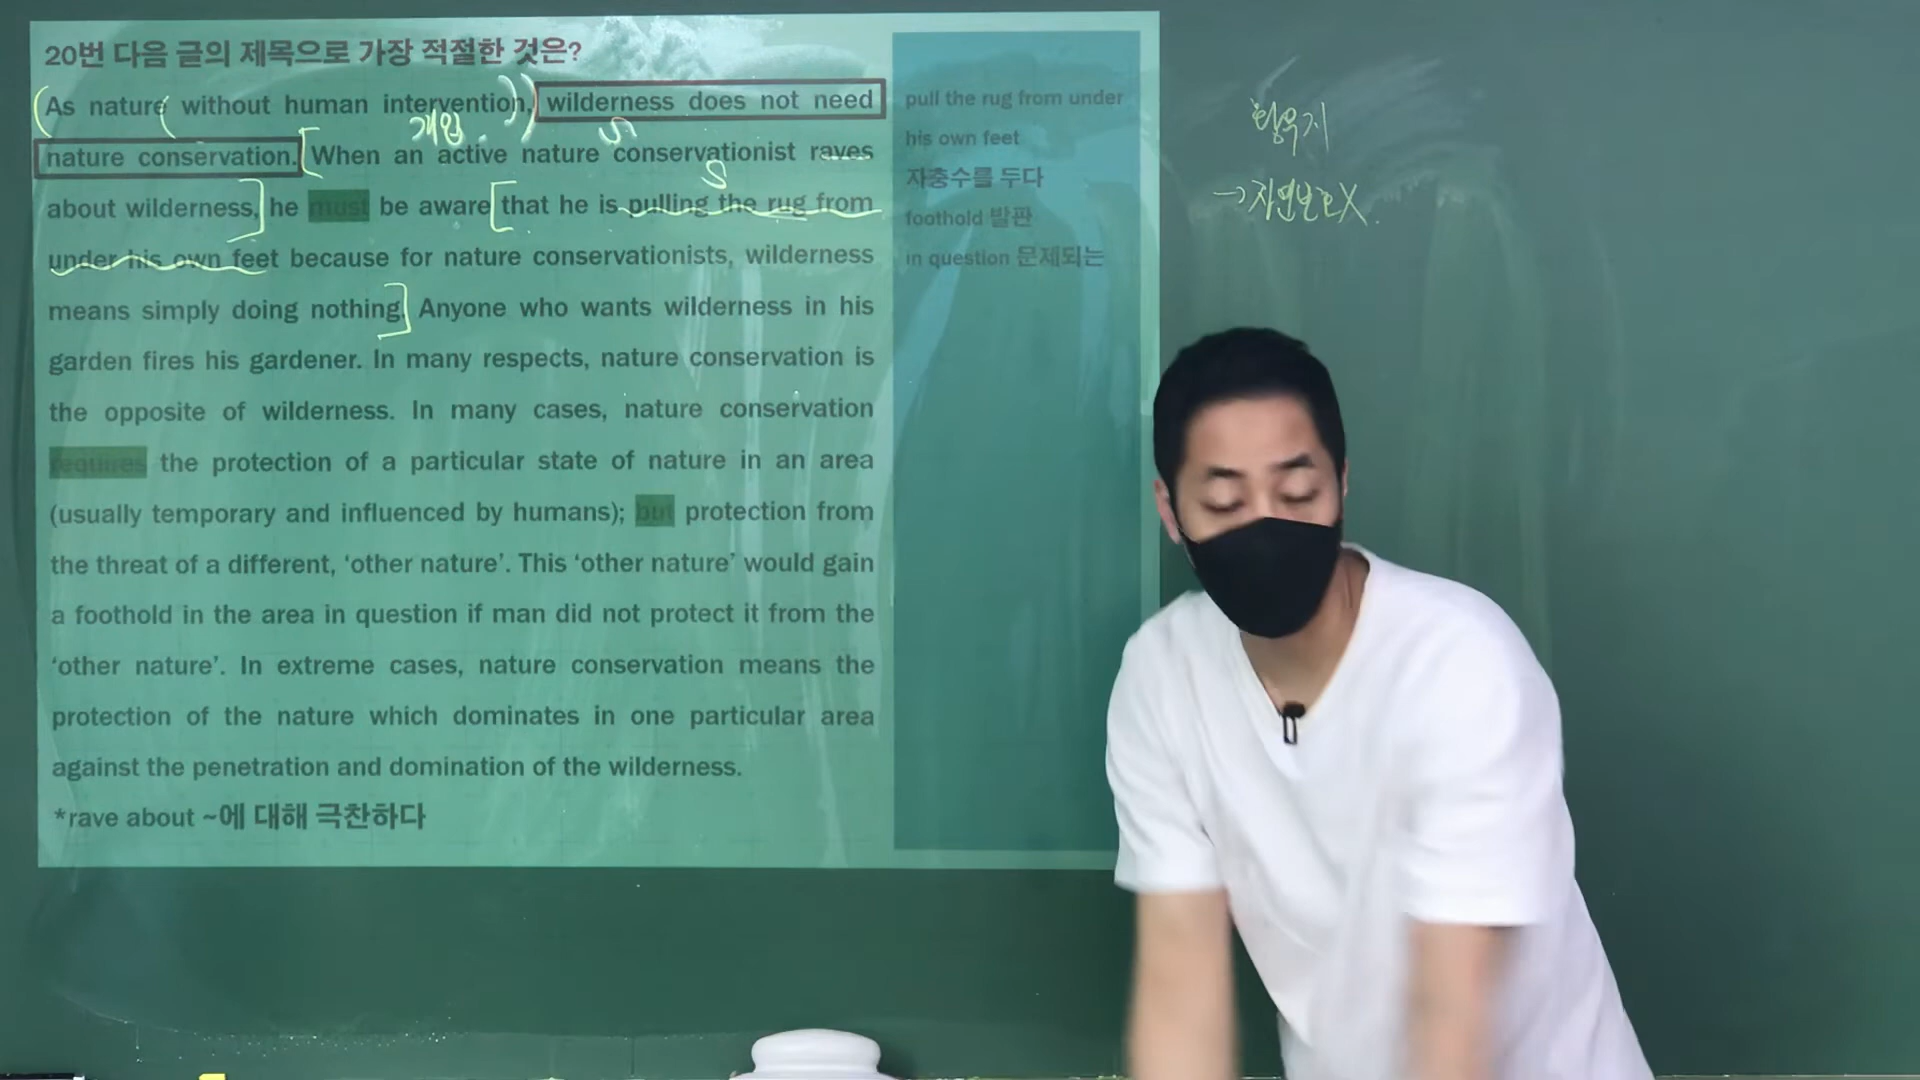 20번 다음 글의 제목으로 가장 적절한 것은?
As nature without human intervention, wilderness does not need
개입
S
nature conservation. When an active nature conservationist raves
S
about wilderness, he must be aware that he is pulling the rug from
under his own feet because for nature conservationists, wilderness
means simply doing nothing. Anyone who wants wilderness in his
garden fires his gardener. In many respects, nature conservation is
the opposite of wilderness. In many cases, nature conservation
requires the protection of a particular state of nature in an area
(usually temporary and influenced by humans); but protection from
the threat of a different, ‘other nature’. This ‘other nature’ would gain
a foothold in the area in question if man did not protect it from the
‘other nature’. In extreme cases, nature conservation means the
protection of the nature which dominates in one particular area
against the penetration and domination of the wilderness.
*rave about ~에 대해 극찬하다
pull the rug from under
his own feet
자충수를 두다
foothold 발판
in question 문제되는
황무지
→자연보호X